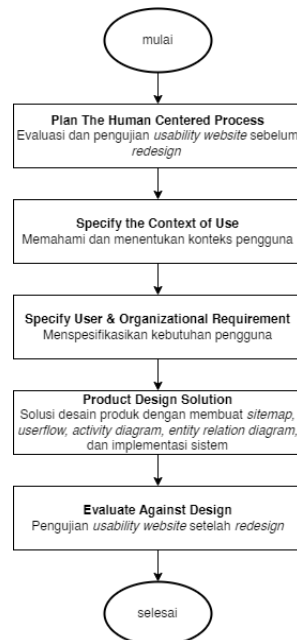 mulai
Plan The Human Centered Process
Evaluasi dan pengujian usability website sebelum
redesign
Specify the Context of Use
Memahami dan menentukan konteks pengguna
Specify User & Organizational Requirement
Menspesifikasikan kebutuhan pengguna
Product Design Solution
Solusi desain produk dengan membuat sitemap,
userflow, activity diagram, entity relation diagram,
dan implementasi sistem
Evaluate Against Design
Pengujian usability website setelah redesign
selesai